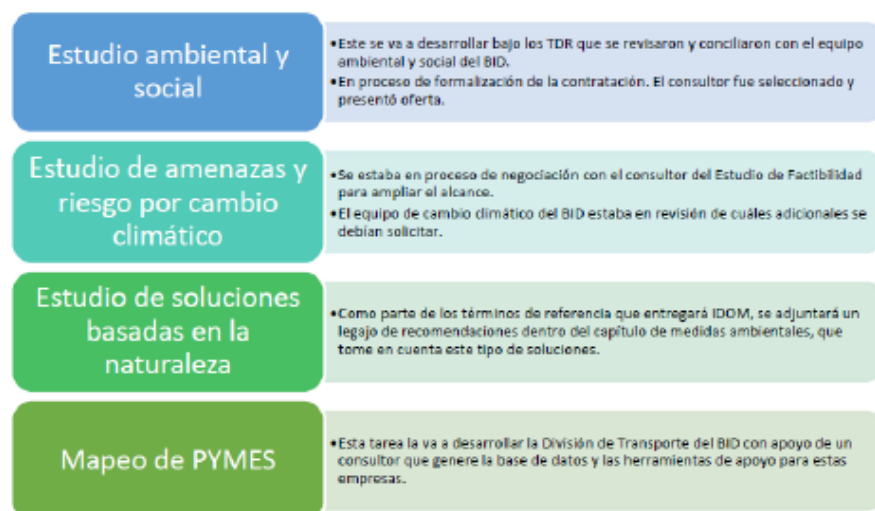 Estudio ambiental y
social
•Este se va a desarrollar bajo los TDR que se revisaron y conciliaron con el equipo
ambiental y social del BID.
•En proceso de formalización de la contratación. El consultor fue seleccionado y
presentó oferta.
Estudio de amenazas y
riesgo por cambio
climático
•Se estaba en proceso de negociación con el consultor del Estudio de Factibilidad
para ampliar el alcance.
•El equipo de cambio climático del BID estaba en revisión de cuáles adicionales se
debían solicitar.
Estudio de soluciones
basadas en la
naturaleza
•Como parte de los términos de referencia que entregará IDOM, se adjuntará un
legajo de recomendaciones dentro del capítulo de medidas ambientales, que
tome en cuenta este tipo de soluciones.
Mapeo de PYMES
•Esta tarea la va a desarrollar la División de Transporte del BID con apoyo de un
consultor que genere la base de datos y las herramientas de apoyo para estas
empresas.